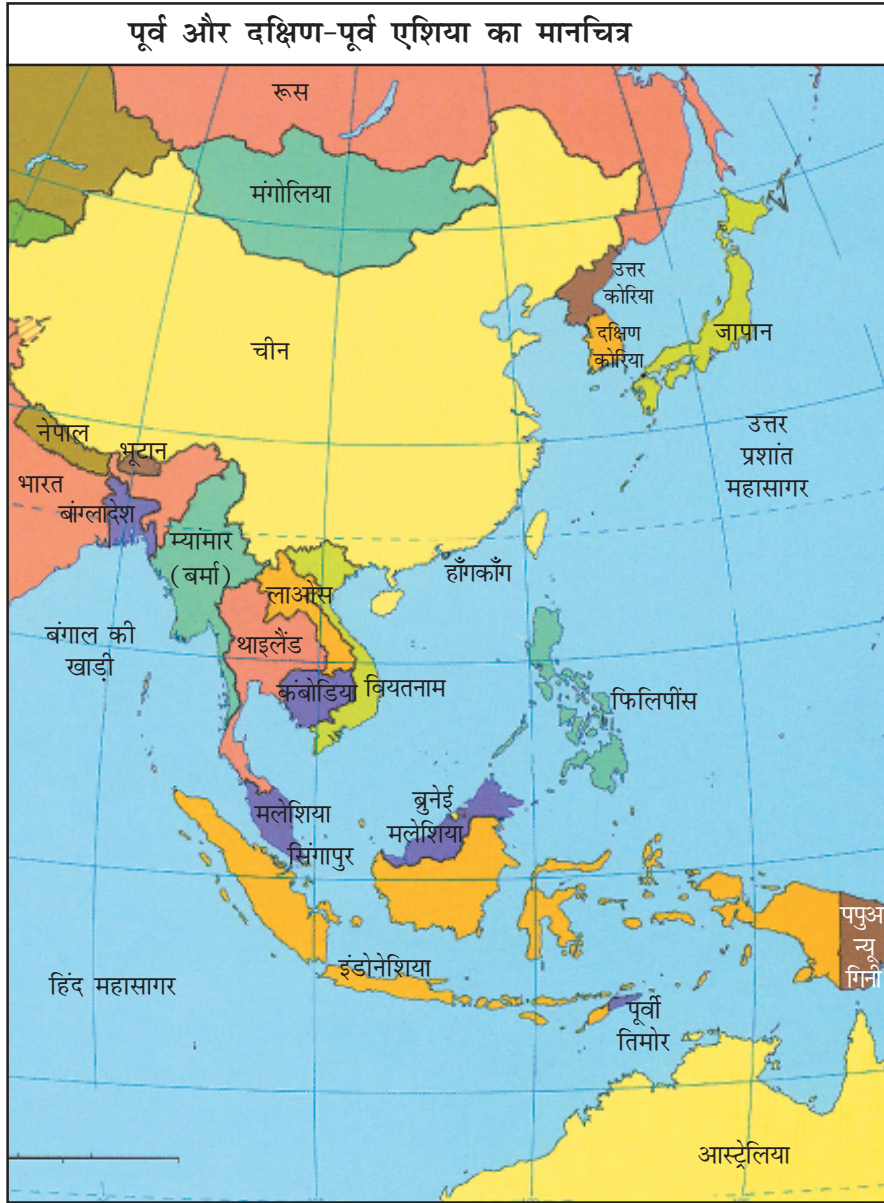 पूर्व और दक्षिण-पूर्व एशिया का मानचित्र
रूस
मंगोलिया
उत्तर
कोरिया
दक्षिण
कोरिया
जापान
चीन
नेपाल
भूटान
भारत
बांग्लादेश
उत्तर
प्रशांत
महासागर
म्यांमार
(बर्मा)
हाँगकाँग
लाओस
बंगाल की
खाड़ी
थाइलैंड
कंबोडिया
वियतनाम
फिलिपींस
मलेशिया
ब्रुनेई
मलेशिया
सिंगापुर
पपुआ
न्यू
गिनी
इंडोनेशिया
हिंद महासागर
पूर्वी
तिमोर
आस्ट्रेलिया